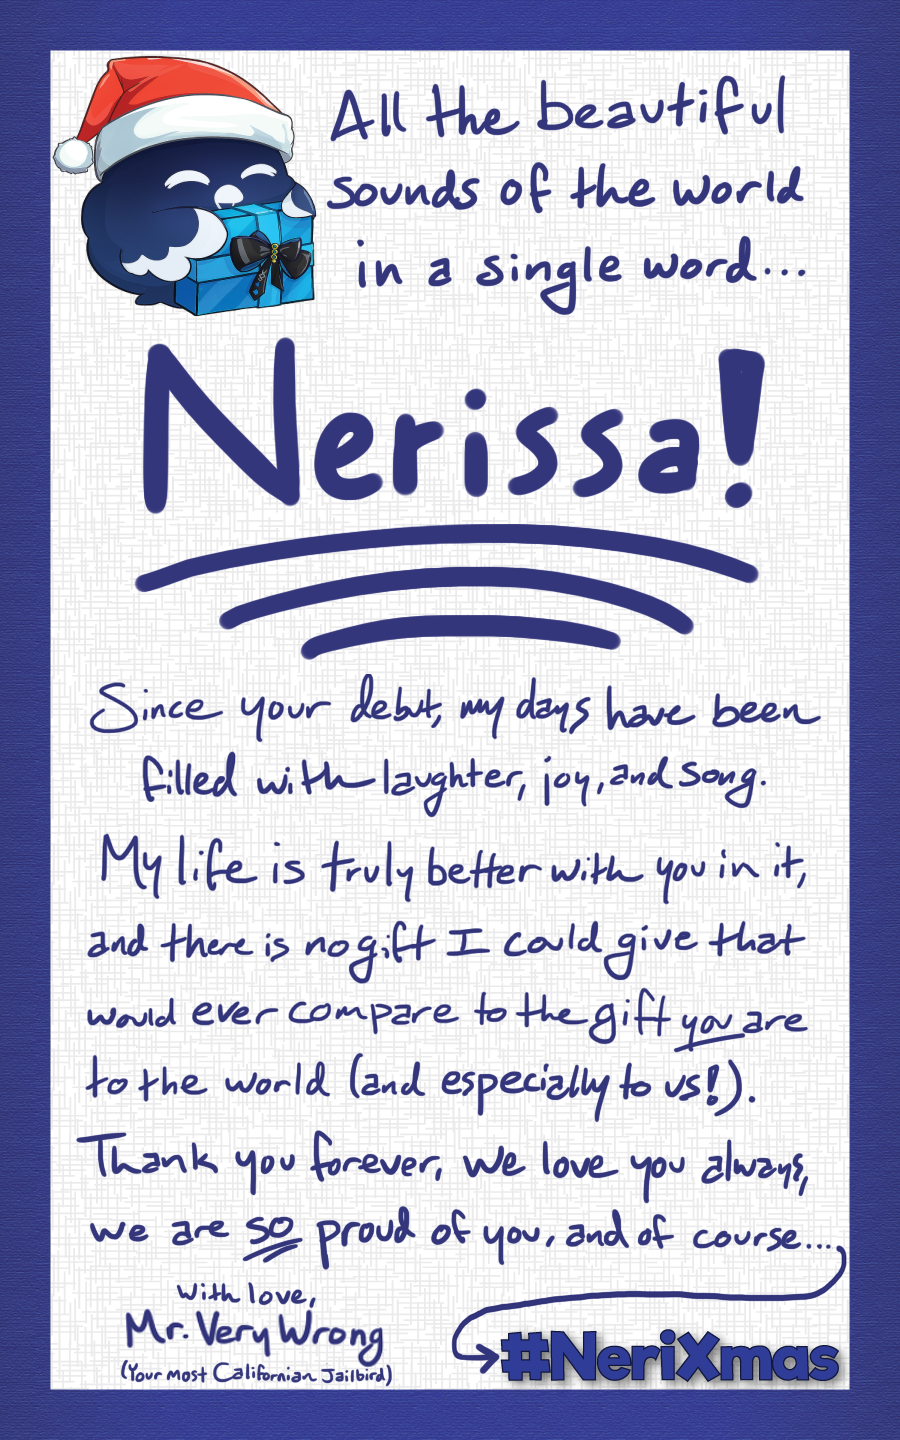 All the beautiful
sounds of the world
in a single word...
Nerissa!
Since your debut, my days have been
filled with laughter, joy, and song.
My life is truly better with you in it,
and there is no gift I could give that
would ever compare to the gift you are
to the world (and especially to us!).
Thank you forever, we love you always,
we are so proud of you, and of course...
with love,
Mr. Very Wrong
(Your most Californian Jailbird)
#NeriXmas